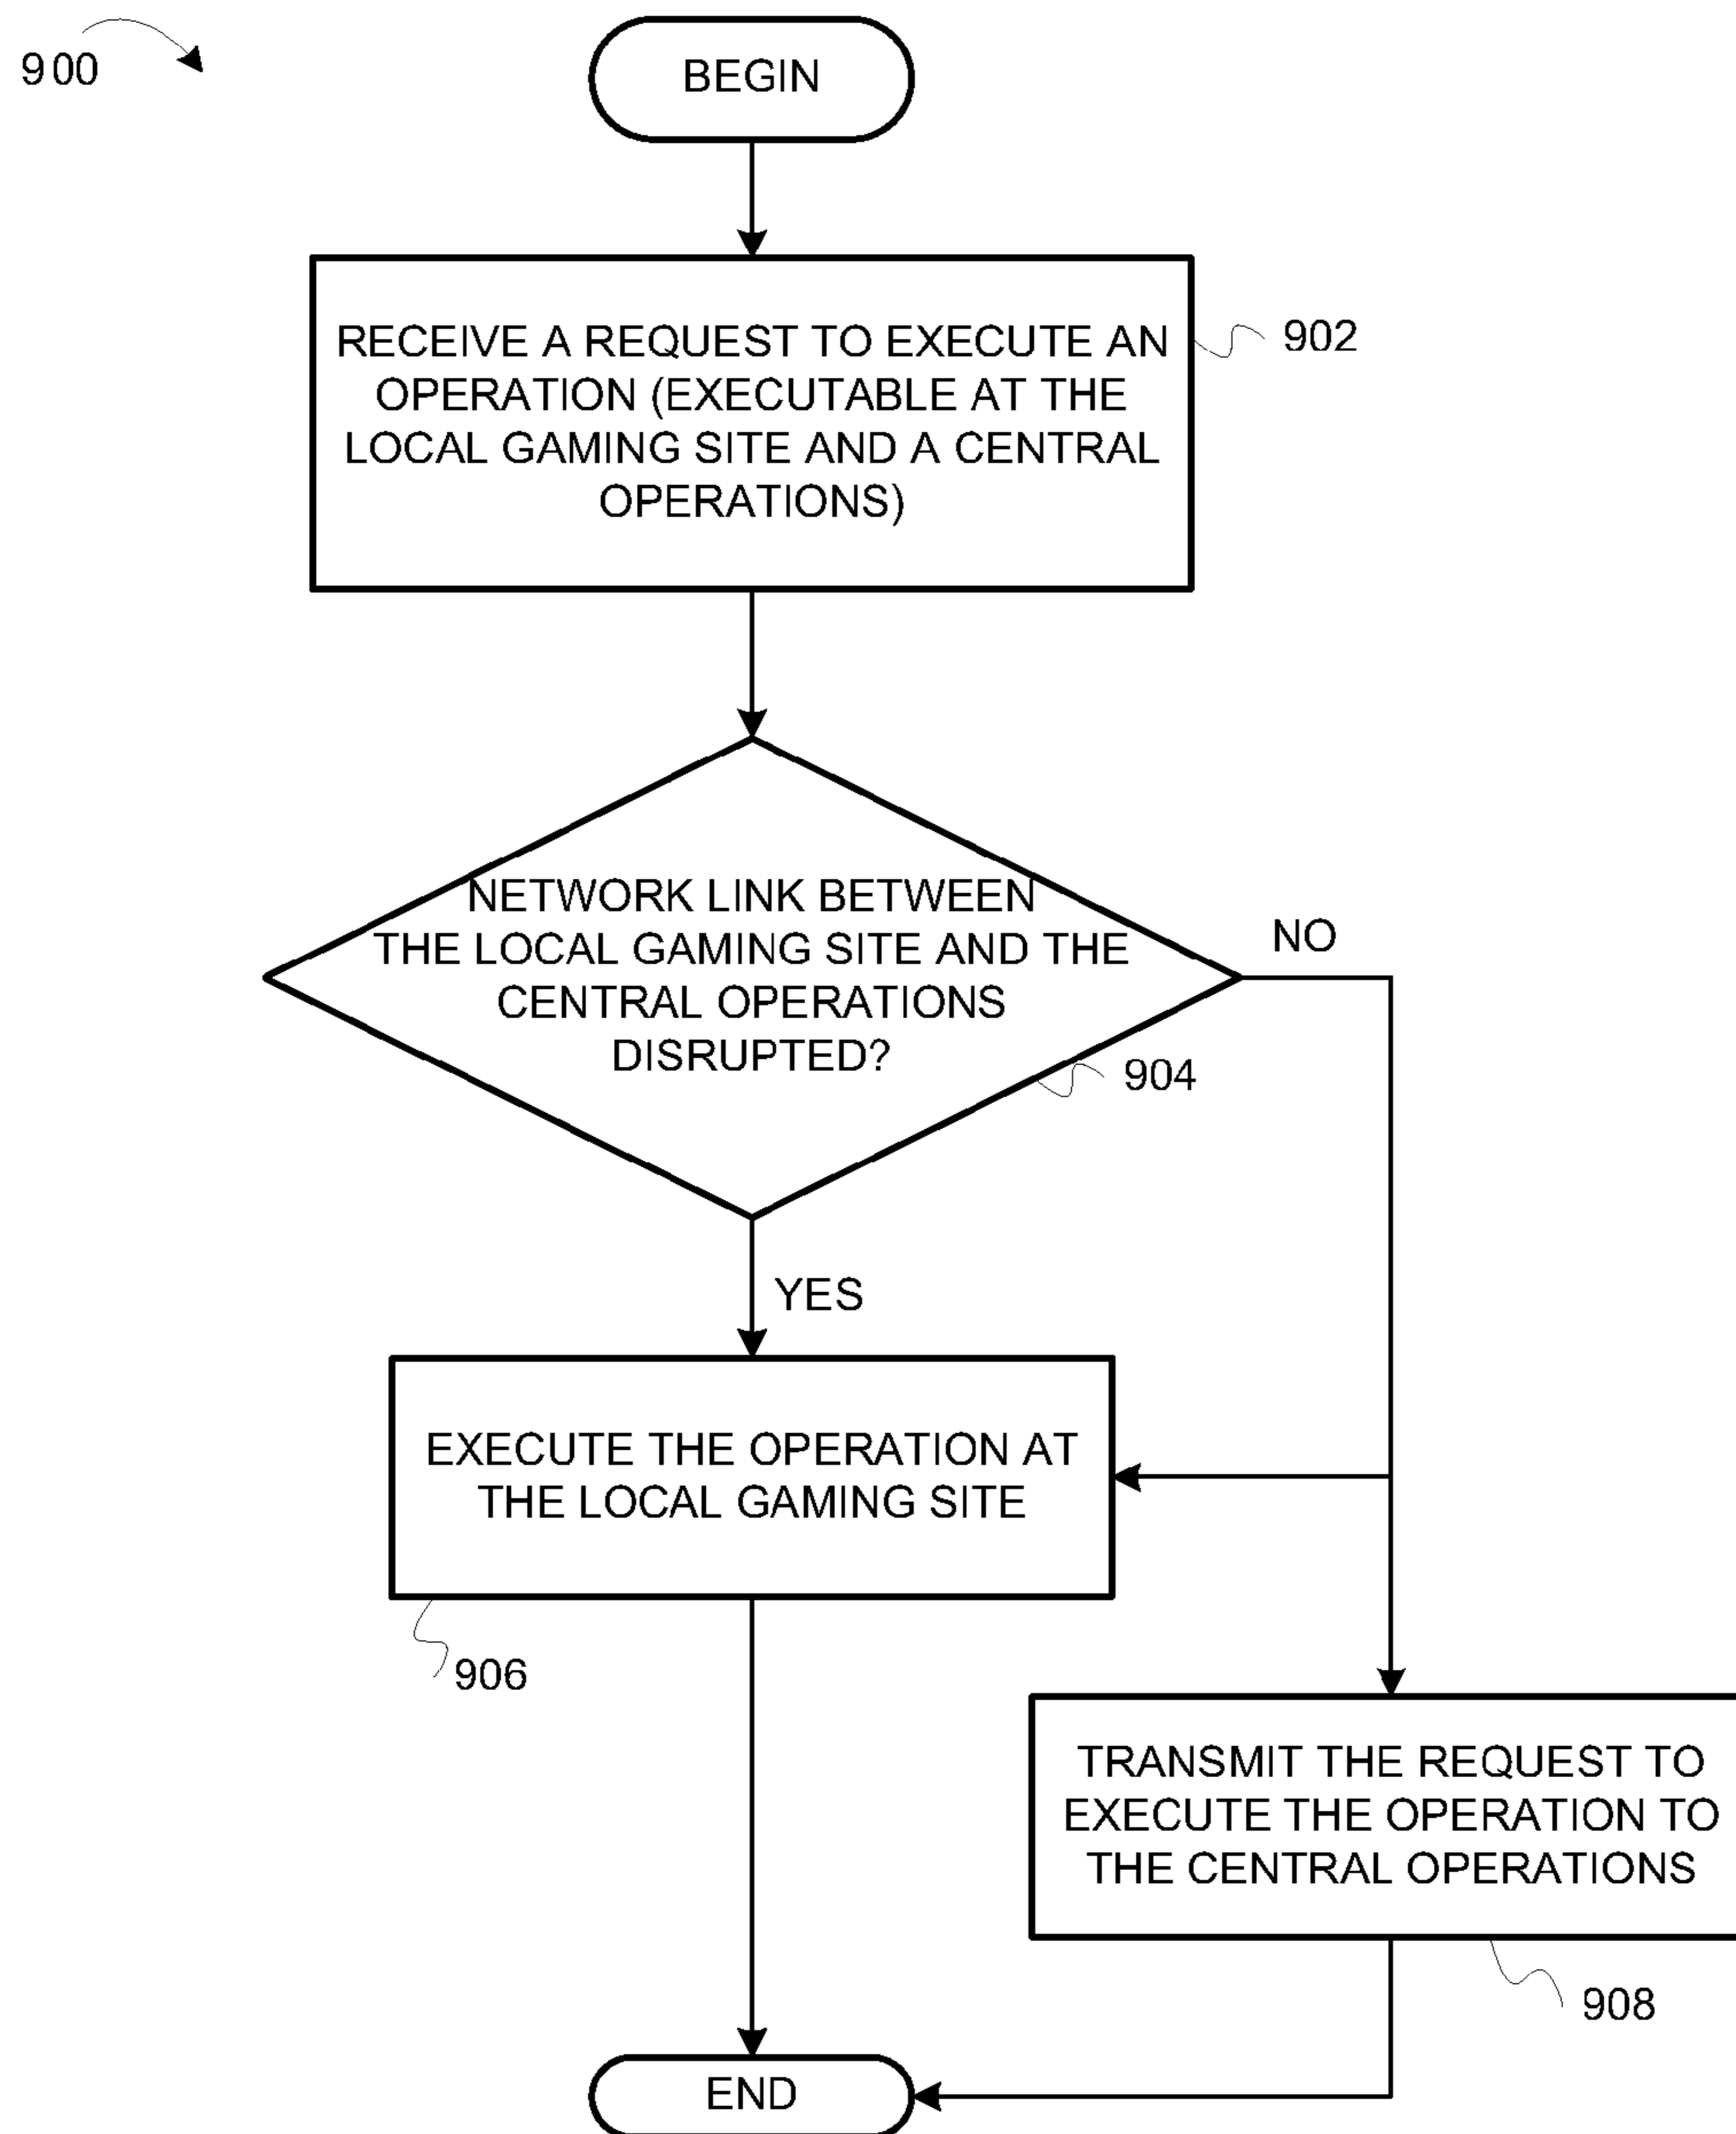 900
BEGIN
RECEIVE A REQUEST TO EXECUTE AN
OPERATION (EXECUTABLE AT THE
LOCAL GAMING SITE AND A CENTRAL
OPERATIONS)
902
NETWORK LINK BETWEEN
THE LOCAL GAMING SITE AND THE
CENTRAL OPERATIONS
DISRUPTED?
NO
904
YES
EXECUTE THE OPERATION AT
THE LOCAL GAMING SITE
906
TRANSMIT THE REQUEST TO
EXECUTE THE OPERATION TO
THE CENTRAL OPERATIONS
908
END